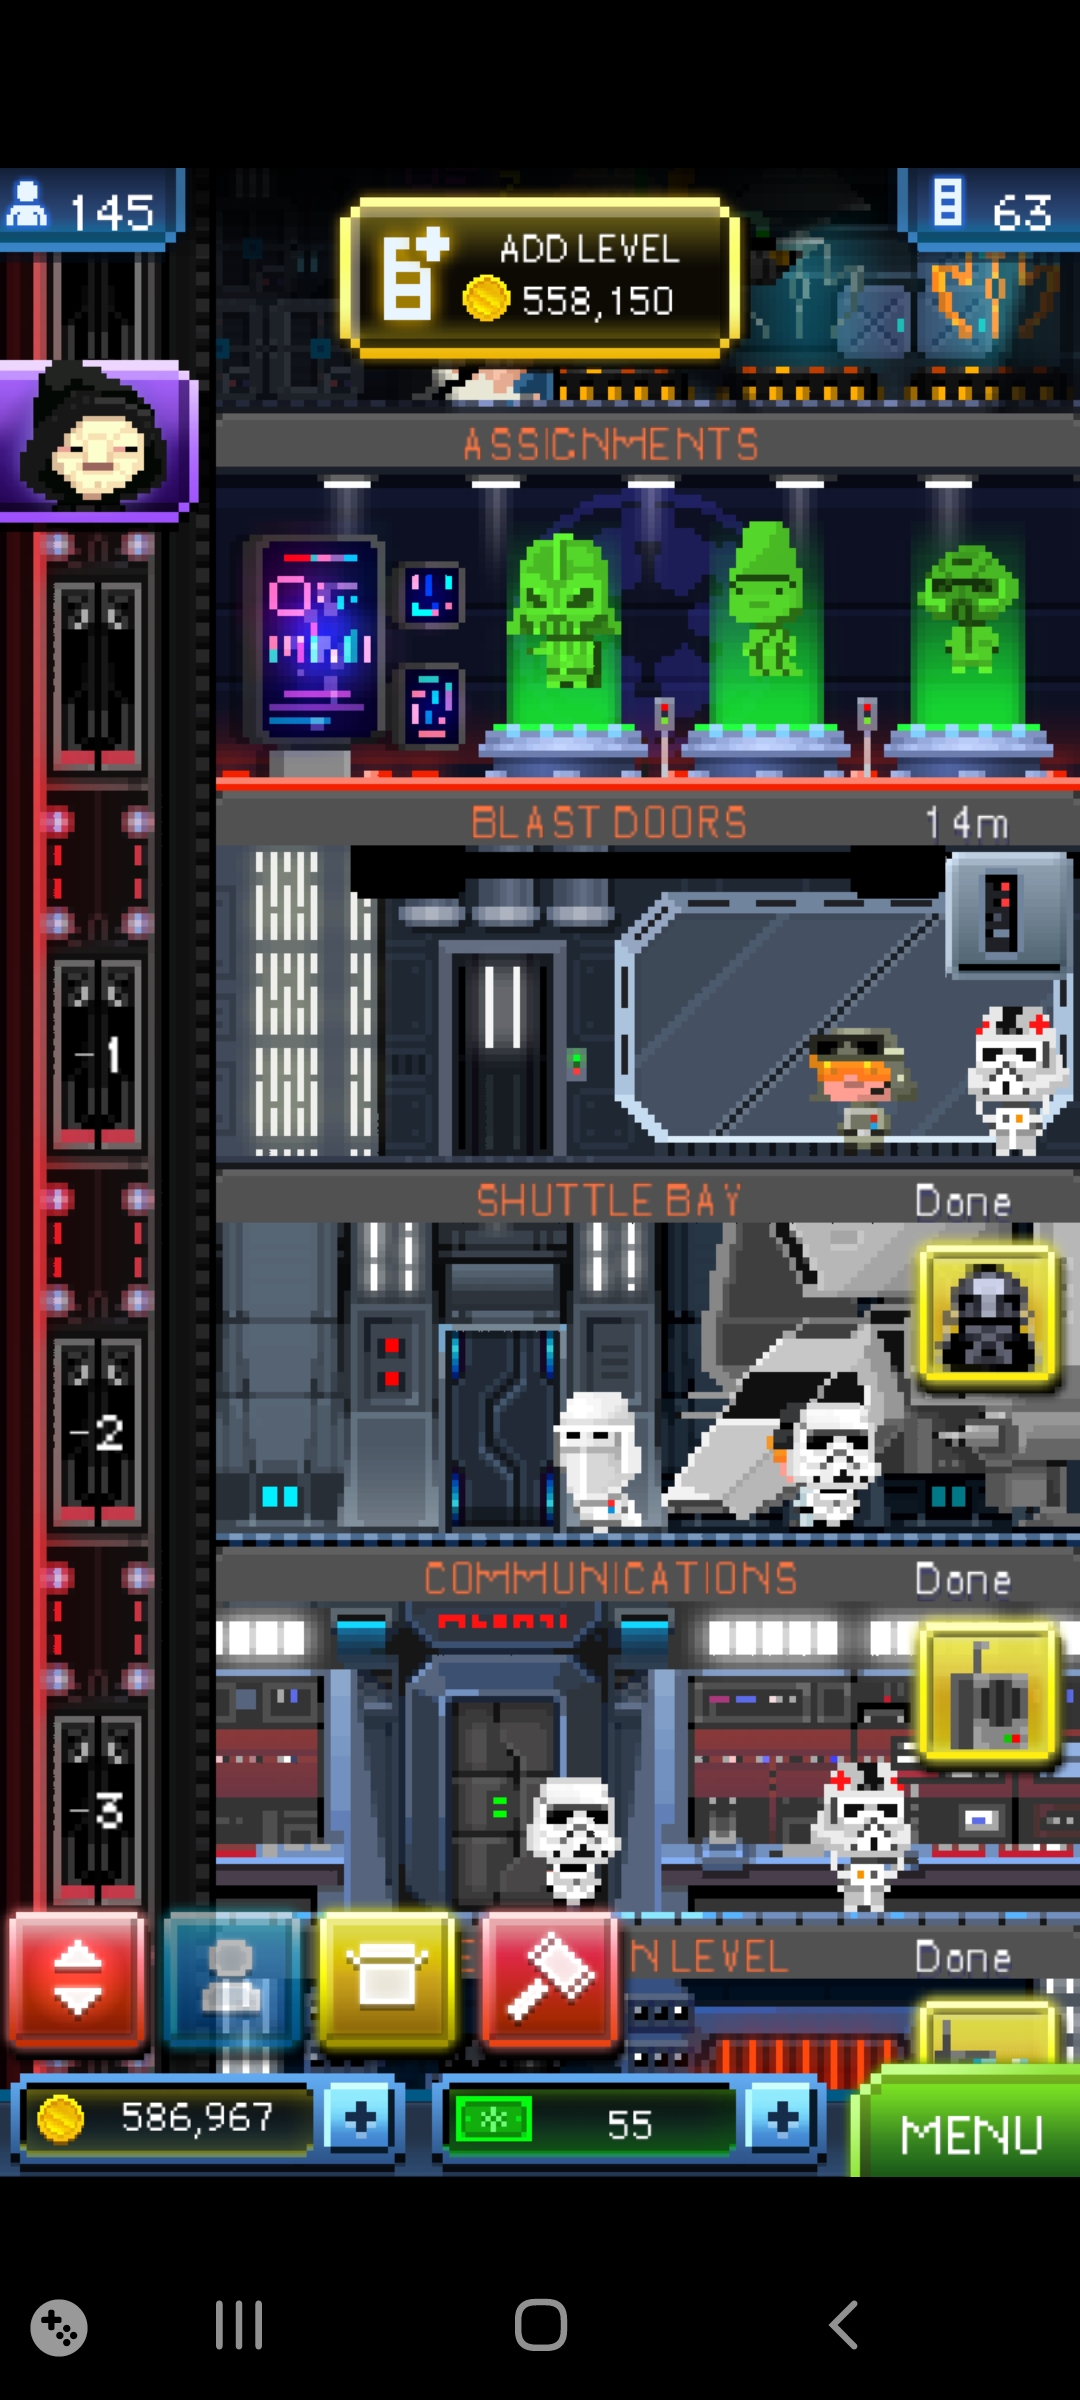 145
ADD LEVEL
558,150
63
ASSIGNMENTS
BLAST DOORS 14m
-1
SHUTTLE BAY Done
-2
COMMUNICATIONS Done
-3
N LEVEL Done
586,967
55
MENU